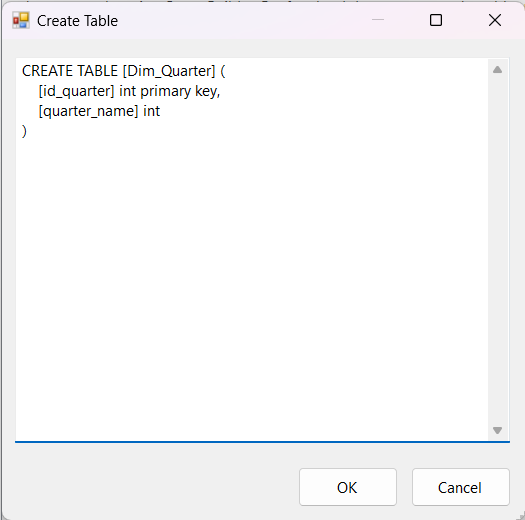 Create Table
CREATE TABLE [Dim_Quarter] (
    [id_quarter] int primary key,
    [quarter_name] int
)
OK
Cancel